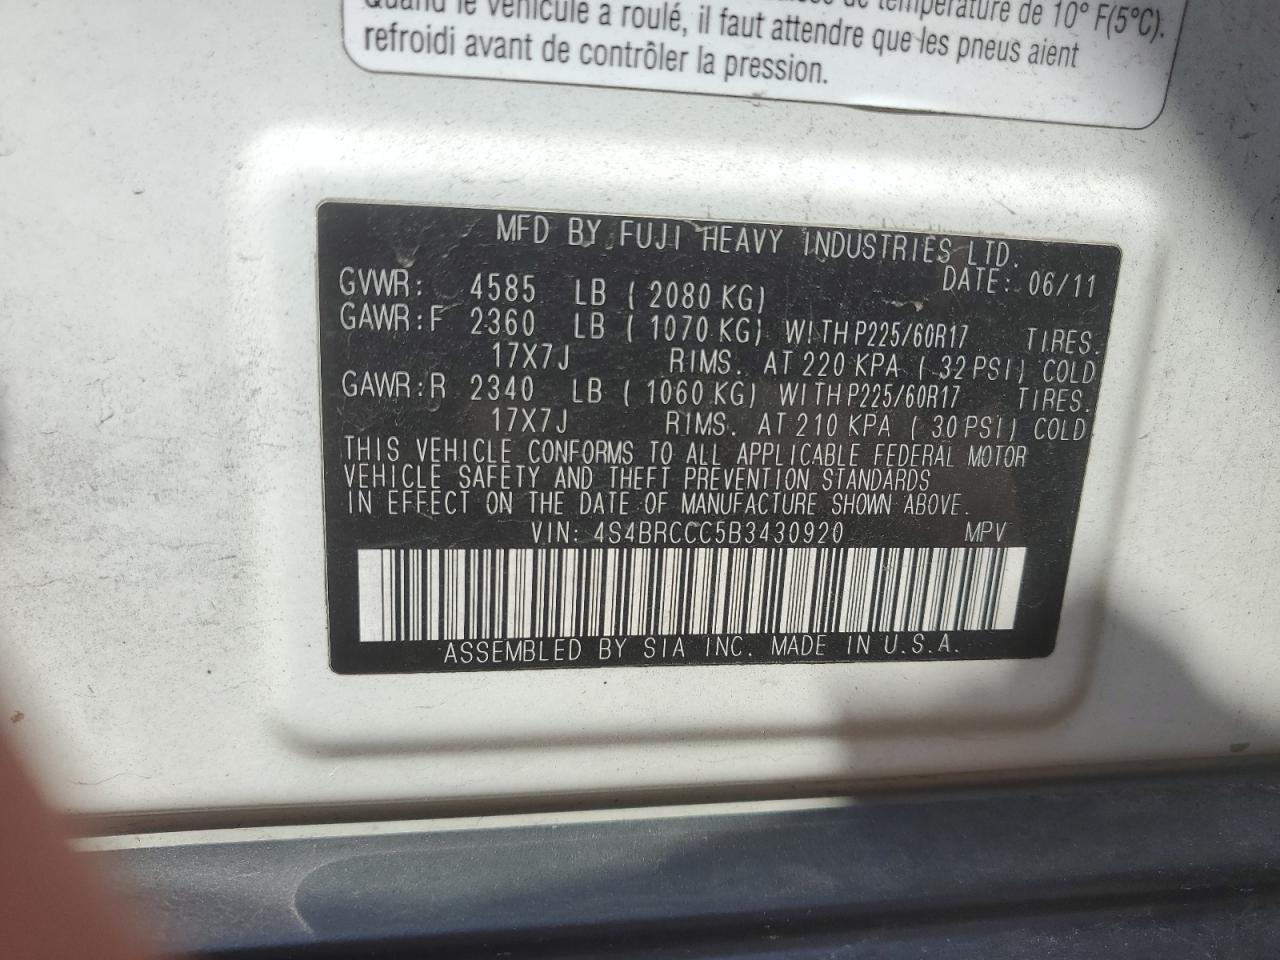 de température de 10° F(5°C).
Quand le véhicule a roulé, il faut attendre que les pneus aient
refroidi avant de contrôler la pression.
MFD BY FUJI HEAVY INDUSTRIES LTD.
DATE: 06/11
GVWR: 4585 LB ( 2080 KG)
GAWR:F 2360 LB ( 1070 KG) WITH P225/60R17 TIRES.
17X7J RIMS. AT 220 KPA ( 32 PSI) COLD
GAWR:R 2340 LB ( 1060 KG) WITH P225/60R17 TIRES.
17X7J RIMS. AT 210 KPA ( 30 PSI) COLD
THIS VEHICLE CONFORMS TO ALL APPLICABLE FEDERAL MOTOR
VEHICLE SAFETY AND THEFT PREVENTION STANDARDS
IN EFFECT ON THE DATE OF MANUFACTURE SHOWN ABOVE.
VIN: 4S4BRCCC5B3430920 MPV
ASSEMBLED BY SIA INC. MADE IN U.S.A.